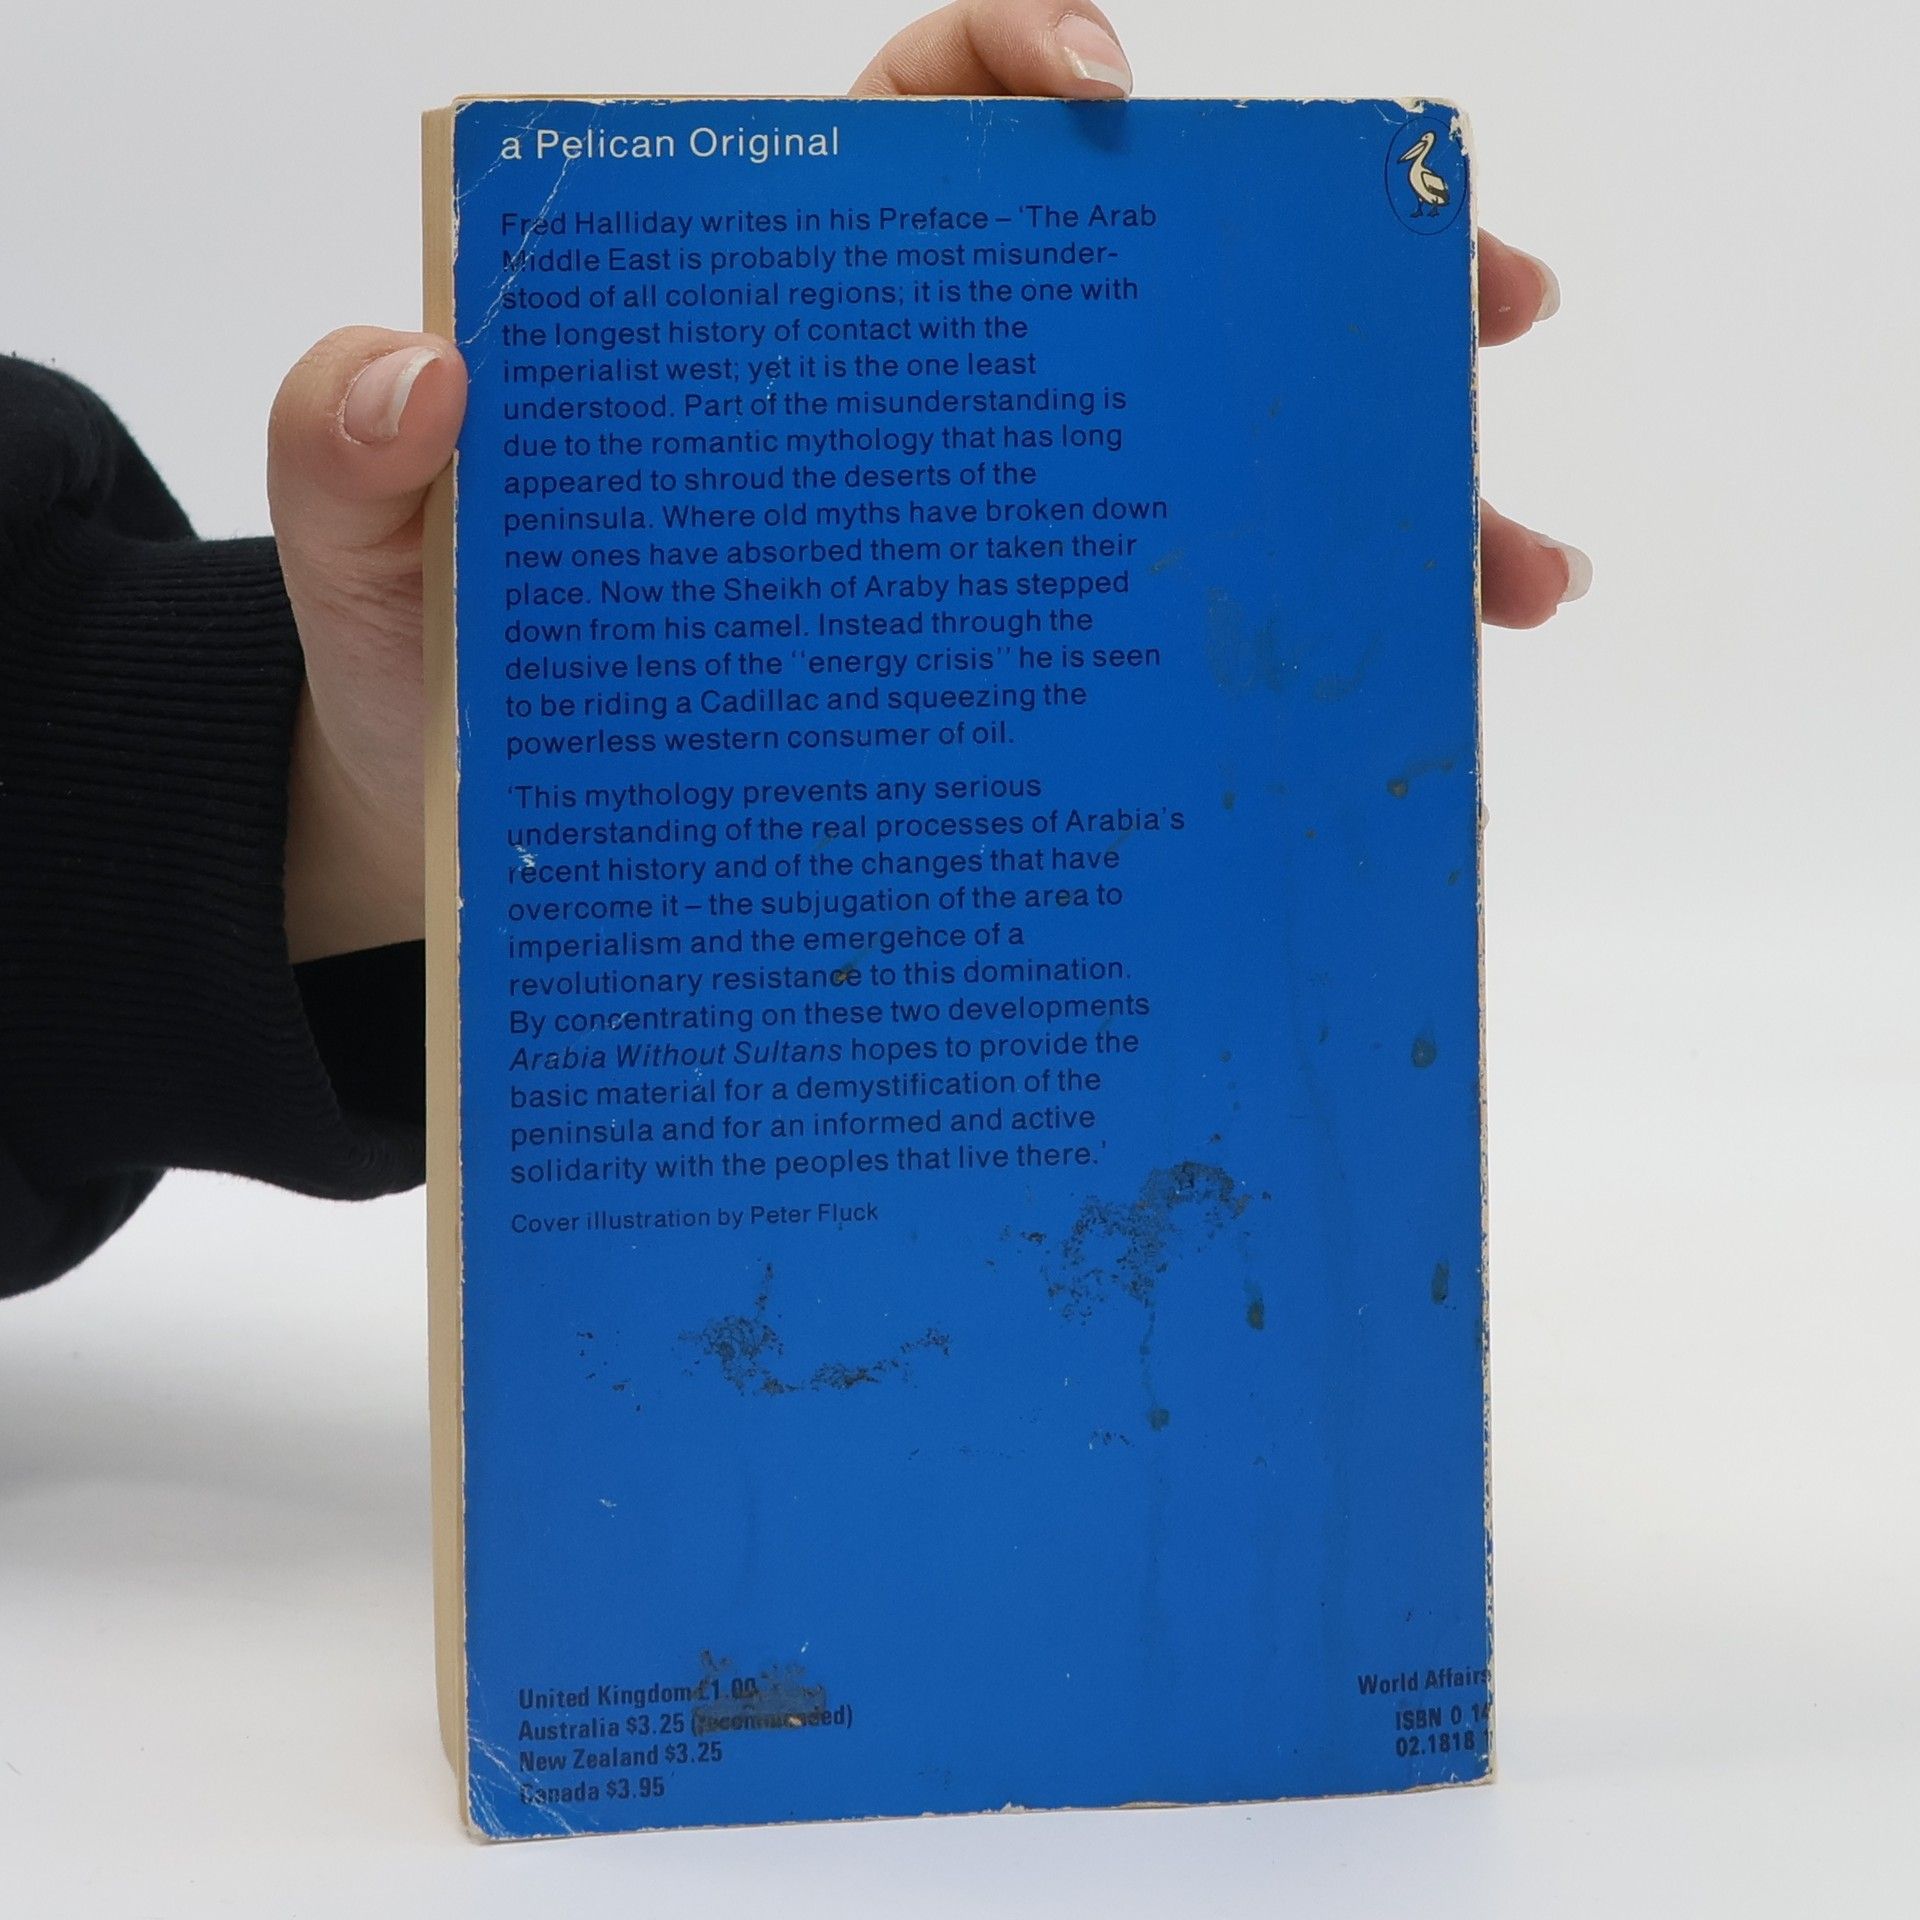 a Pelican Original
Fred Halliday writes in his Preface – 'The Arab
Middle East is probably the most misunder-
stood of all colonial regions; it is the one with
the longest history of contact with the
imperialist west; yet it is the one least
understood. Part of the misunderstanding is
due to the romantic mythology that has long
appeared to shroud the deserts of the
peninsula. Where old myths have broken down
new ones have absorbed them or taken their
place. Now the Sheikh of Araby has stepped
down from his camel. Instead through the
delusive lens of the "energy crisis" he is seen
to be riding a Cadillac and squeezing the
powerless western consumer of oil.
'This mythology prevents any serious
understanding of the real processes of Arabia's
recent history and of the changes that have
overcome it – the subjugation of the area to
imperialism and the emergence of a
revolutionary resistance to this domination.
By concentrating on these two developments
Arabia Without Sultans hopes to provide the
basic material for a demystification of the
peninsula and for an informed and active
solidarity with the peoples that live there.'
Cover illustration by Peter Fluck
United Kingdom £1.00
Australia $3.25 (recommended)
New Zealand $3.25
Canada $3.95
World Affairs
ISBN 0 14
02.1818 1